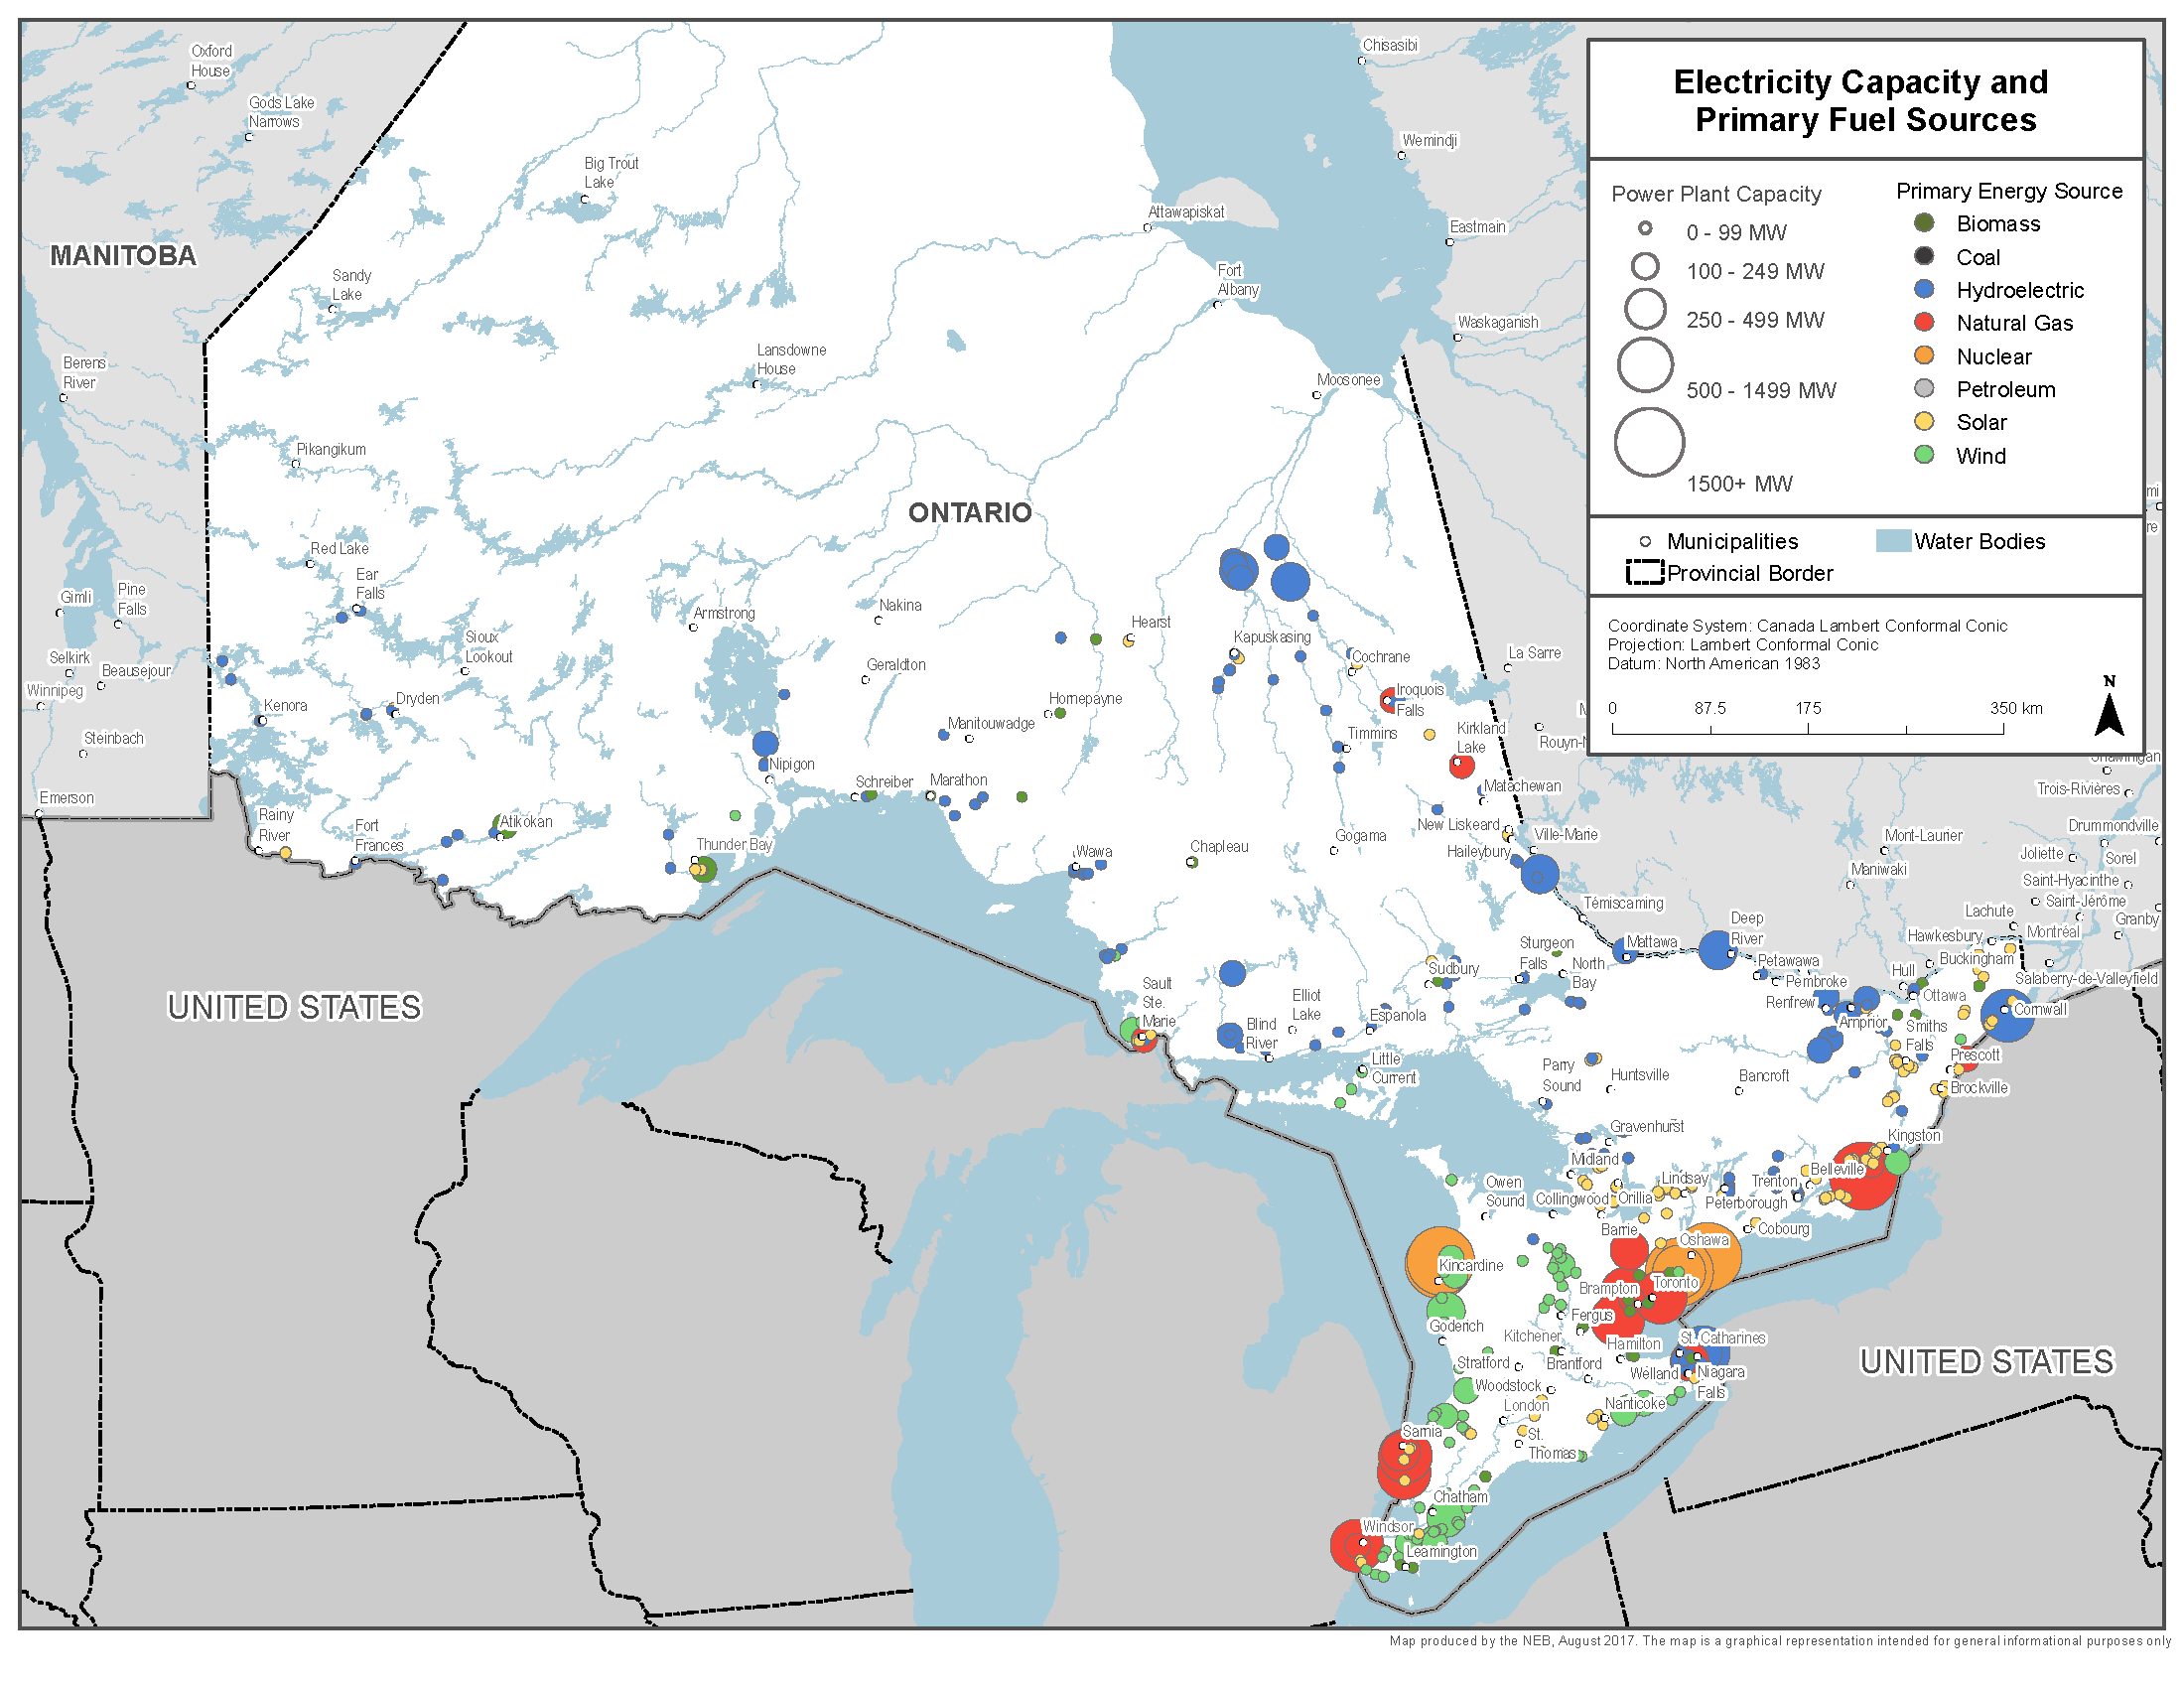 Electricity Capacity and
Primary Fuel Sources
Power Plant Capacity
0 - 99 MW
100 - 249 MW
250 - 499 MW
500 - 1499 MW
1500+ MW
Primary Energy Source
Biomass
Coal
Hydroelectric
Natural Gas
Nuclear
Petroleum
Solar
Wind
Municipalities
Water Bodies
Provincial Border
Coordinate System: Canada Lambert Conformal Conic
Projection: Lambert Conformal Conic
Datum: North American 1983
N
0 87.5 175 350 km
Oxford
House
Gods Lake
Narrows
MANITOBA
Big Trout
Lake
Sandy
Lake
Berens
River
Lansdowne
House
Pikangikum
ONTARIO
Chisasibi
Wemindji
Attawapiskat
Eastmain
Fort
Albany
Waskaganish
Moosonee
Red Lake
Ear
Falls
Gimli
Pine
Falls
Selkirk
Beausejour
Winnipeg
Steinbach
Emerson
Kenora
Dryden
Sioux
Lookout
Armstrong
Nakina
Geraldton
Hearst
Kapuskasing
Cochrane
La Sarre
Iroquois
Falls
Hornepayne
Manitouwadge
Timmins
Kirkland
Lake
Rouyn-N
Nipigon
Schreiber
Marathon
Matachewan
Rainy
River
Fort
Frances
Atikokan
Thunder Bay
Wawa
Chapleau
Gogama
New Liskeard
Haileybury
Ville-Marie
Témiscaming
Shawinigan
Trois-Rivières
Drummondville
Mont-Laurier
Joliette
Sorel
Maniwaki
Saint-Hyacinthe
Saint-Jérôme
Granby
Lachute
Montréal
Hawkesbury
Buckingham
Salaberry-de-Valleyfield
Deep
River
Mattawa
Petawawa
Pembroke
Hull
Ottawa
Renfrew
Arnprior
Smiths
Falls
Cornwall
Prescott
Brockville
Sturgeon
Falls
North
Bay
Sudbury
Elliot
Lake
Espanola
Blind
River
Sault
Ste.
Marie
Little
Current
Parry
Sound
Huntsville
Bancroft
Gravenhurst
Kingston
Midland
Belleville
Lindsay
Trenton
Owen
Sound
Collingwood
Orillia
Peterborough
Barrie
Cobourg
Oshawa
Kincardine
Brampton
Toronto
Fergus
Goderich
Kitchener
Hamilton
St. Catharines
Stratford
Brantford
Welland
Niagara
Falls
Woodstock
London
Nanticoke
Sarnia
St.
Thomas
Chatham
Windsor
Leamington
UNITED STATES
UNITED STATES
Map produced by the NEB, August 2017. The map is a graphical representation intended for general informational purposes only